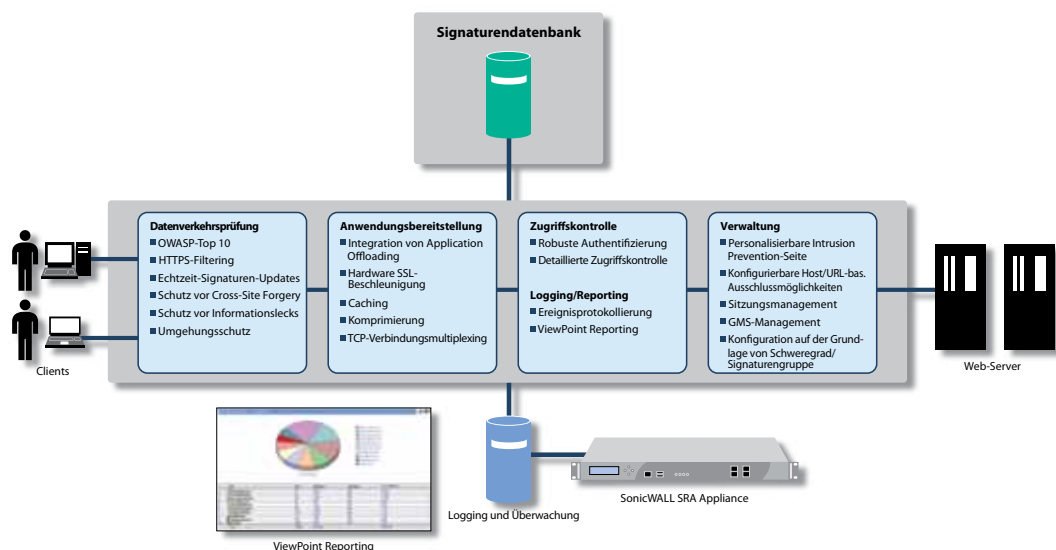 Signaturendatenbank
Datenverkehrsprüfung
OWASP-Top 10
HTTPS-Filtering
Echtzeit-Signaturen-Updates
Schutz vor Cross-Site Forgery
Schutz vor Informationslecks
Umgehungsschutz
Anwendungsbereitstellung
Integration von Application
Offloading
Hardware SSL-
Beschleunigung
Caching
Komprimierung
TCP-Verbindungsmultiplexing
Zugriffskontrolle
Robuste Authentifizierung
Detaillierte Zugriffskontrolle
Logging/Reporting
Ereignisprotokollierung
ViewPoint Reporting
Verwaltung
Personalisierbare Intrusion
Prevention-Seite
Konfigurierbare Host/URL-bas.
Ausschlussmöglichkeiten
Sitzungsmanagement
GMS-Management
Konfiguration auf der Grund-
lage von Schweregrad/
Signaturengruppe
Clients
Web-Server
Logging und Überwachung
SonicWALL SRA Appliance
ViewPoint Reporting